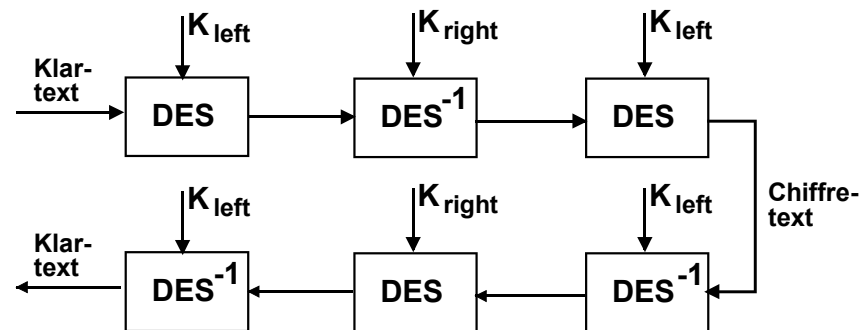 K left
K right
K left
Klar-
text
DES
DES-1
DES
K left
K right
K left
Chiffre-
text
Klar-
text
DES-1
DES
DES-1